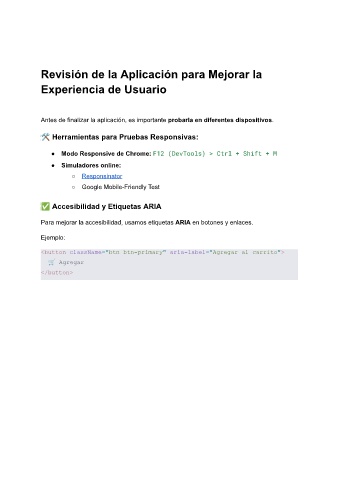 Revisión de la Aplicación para Mejorar la
Experiencia de Usuario
Antes de finalizar la aplicación, es importante probarla en diferentes dispositivos.
🛠️ Herramientas para Pruebas Responsivas:
● Modo Responsive de Chrome: F12 (DevTools) > Ctrl + Shift + M
● Simuladores online:
○ Responsinator
○ Google Mobile-Friendly Test
✅ Accesibilidad y Etiquetas ARIA
Para mejorar la accesibilidad, usamos etiquetas ARIA en botones y enlaces.
Ejemplo:
<button className="btn btn-primary" aria-label="Agregar al carrito">
🛒 Agregar
</button>